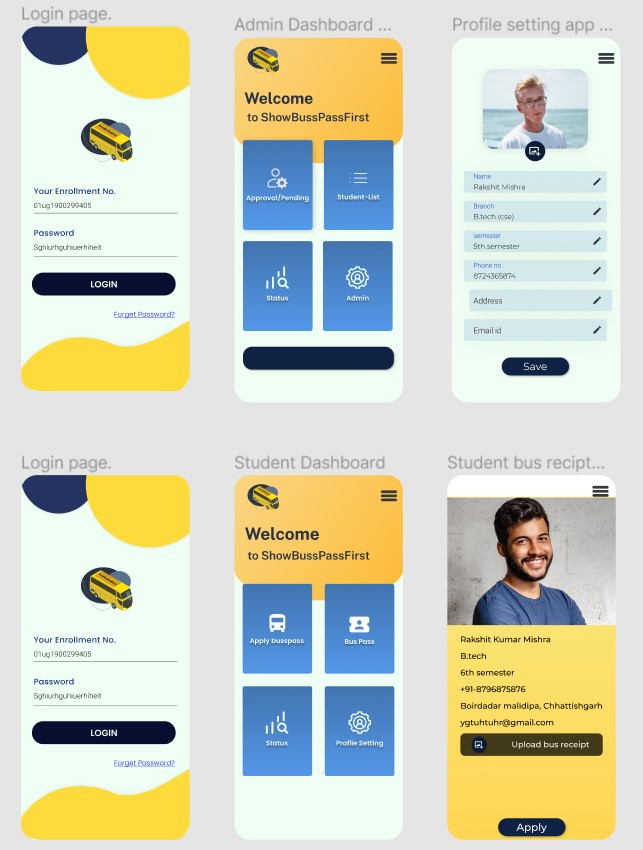 Login page.
Your Enrollment No.
01ug1900299405
Password
Sghiurhguhiuerhiheit
LOGIN
Forget Password?
Admin Dashboard ...
Welcome
to ShowBussPassFirst
Approval/Pending
Student-List
Status
Admin
Profile setting app ...
Name
Rakshit Mishra
Branch
B.tech (cse)
semester
5th semester
Phone no.
8724365874
Address
Email id
Save
Login page.
Your Enrollment No.
01ug1900299405
Password
Sghiurhguhiuerhiheit
LOGIN
Forget Password?
Student Dashboard
Welcome
to ShowBussPassFirst
Apply busspass
Bus Pass
Status
Proflie Setting
Student bus recipt...
Rakshit Kumar Mishra
B.tech
6th semester
+91-8796875876
Boirdadar malidipa, Chhattishgarh
ygtuhtuhr@gmail.com
Upload bus receipt
Apply